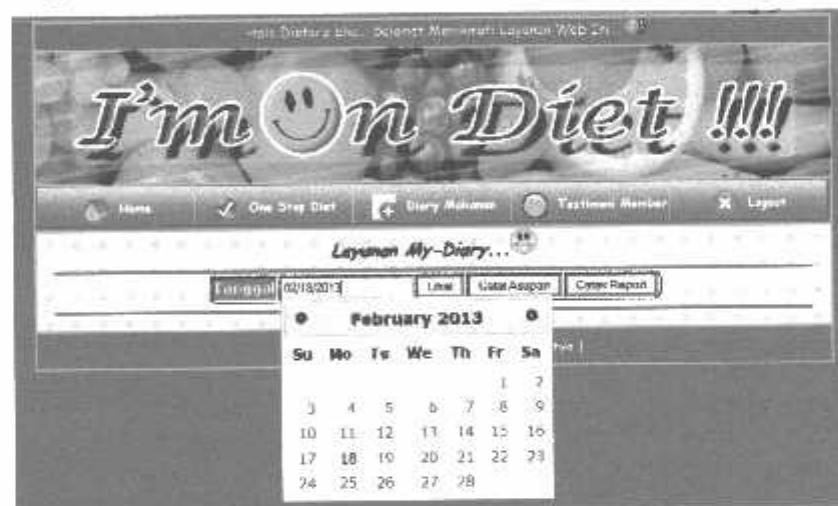 Layanan Web Ini
I'm On Diet !!!
Home One Stop Diet Diary Makanan Testimoni Member Logout
Layanan My-Diary...
Tanggal 02/18/2013 Lihat Catat Asupan Cetak Report
February 2013
Su Mo Tu We Th Fr Sa
1 2
3 4 5 6 7 8 9
10 11 12 13 14 15 16
17 18 19 20 21 22 23
24 25 26 27 28